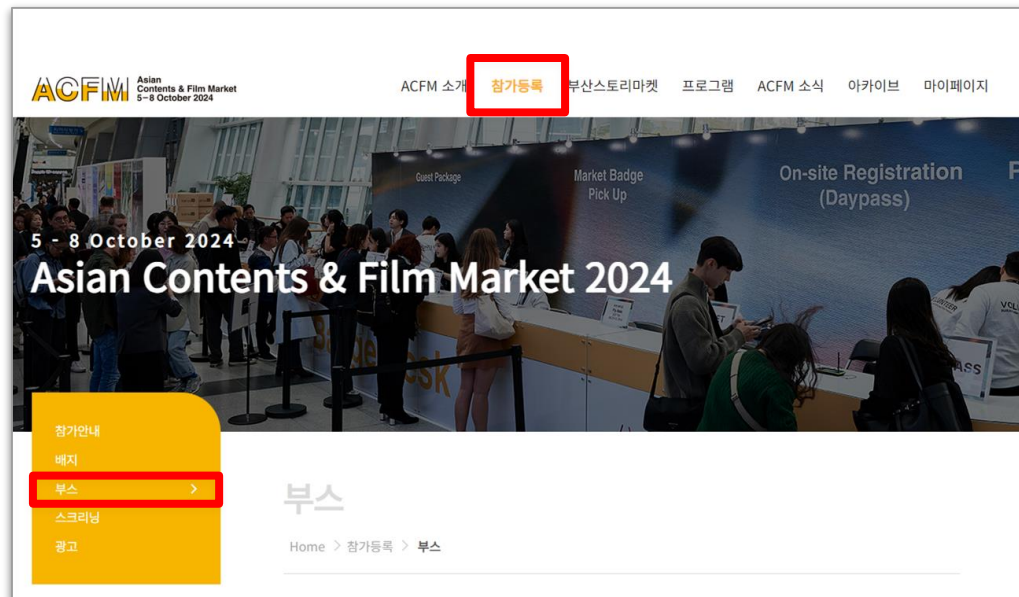 ACFM
Asian
Contents & Film Market
5–8 October 2024
ACFM 소개 참가등록 부산스토리마켓 프로그램 ACFM 소식 아카이브 마이페이지
Guest Package
Market Badge
Pick Up
On-site Registration
(Daypass)
5 - 8 October 2024
Asian Contents & Film Market 2024
참가안내
배지
부스 >
스크리닝
광고
부스
Home > 참가등록 > 부스